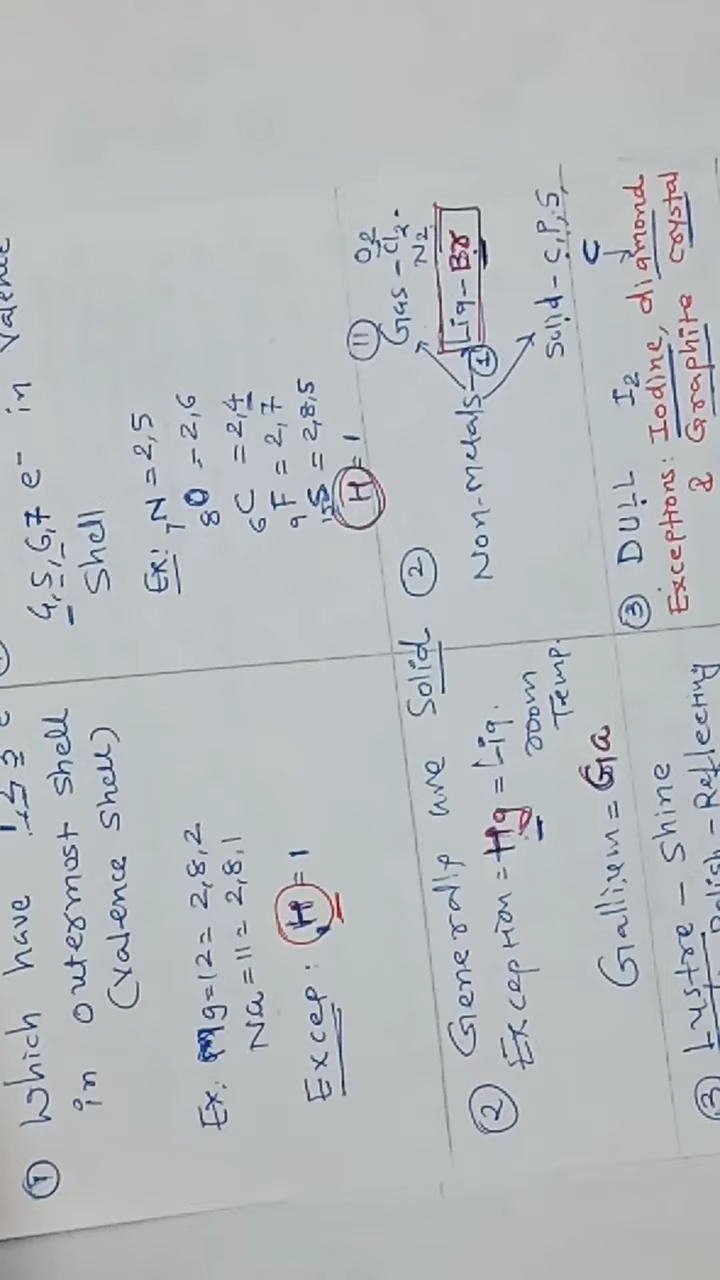 ① Which have 1,2,3 e
in outermost shell
(valence shell)
Ex: Mg=12= 2,8,2
Na=11= 2,8,1
Excep: H = 1
② Generally are Solid
Exception = Hg = Liq.
room
Temp.
Gallium = Ga
③ Lustre - Shine
Polish - Reflecting
4,5,6,7 e⁻ in Valence
Shell
Ex: ₇N = 2,5
₈O = 2,6
₆C = 2,4
₉F = 2,7
₁₅S = 2,8,5
H = 1
②
⑪ O₂
Gas - Cl₂.
N₂
Non-metals - ① Liq - Br
Solid - C, P, S,
③ DULL I₂ C
Exceptions: Iodine, diamond
& Graphite crystal